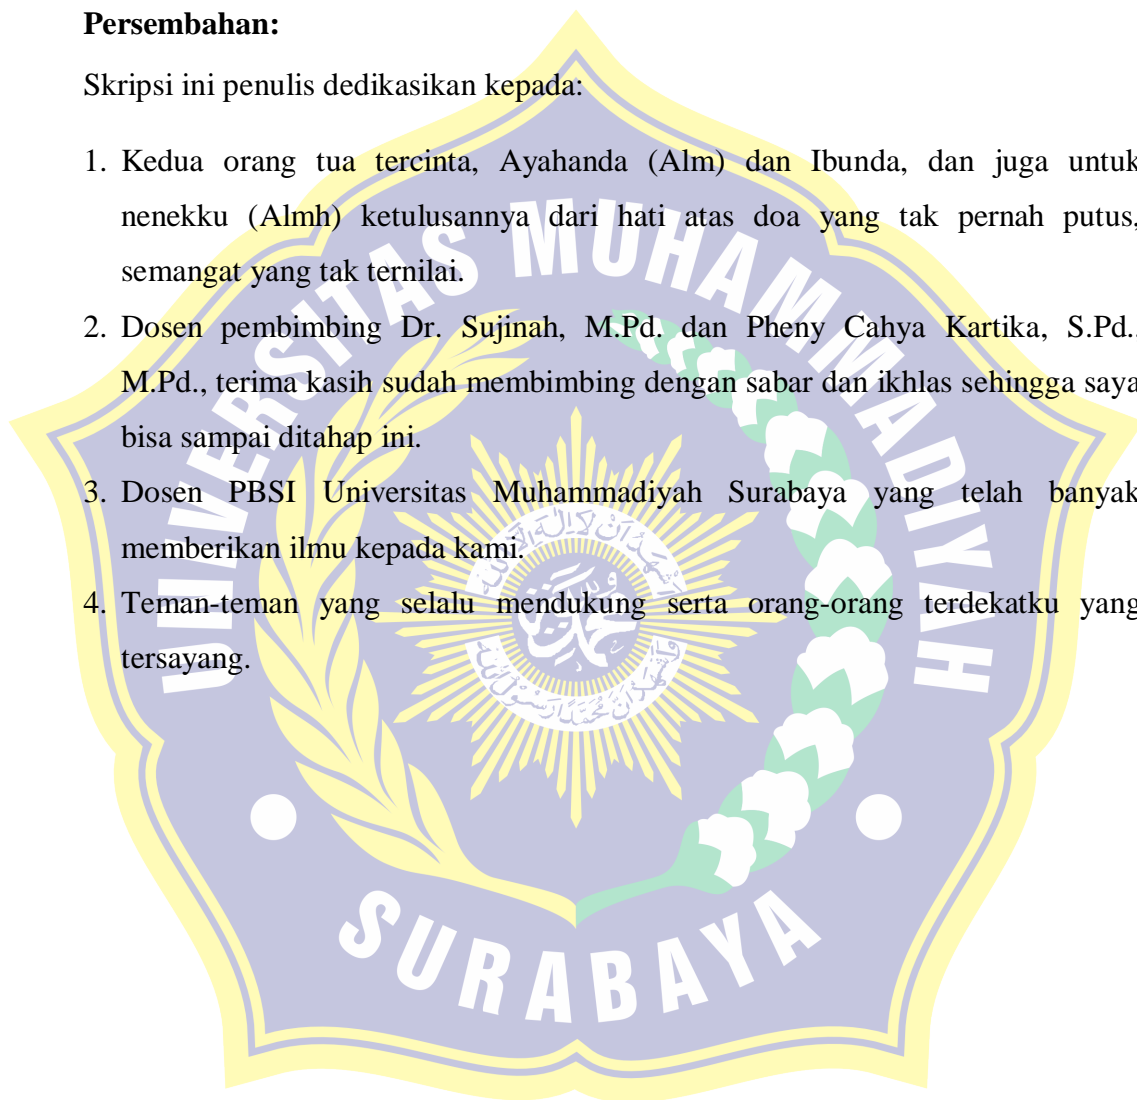 Persembahan:
Skripsi ini penulis dedikasikan kepada:
1. Kedua orang tua tercinta, Ayahanda (Alm) dan Ibunda, dan juga untuk
nenekku (Almh) ketulusannya dari hati atas doa yang tak pernah putus,
semangat yang tak ternilai.
2. Dosen pembimbing Dr. Sujinah, M.Pd. dan Pheny Cahya Kartika, S.Pd.,
M.Pd., terima kasih sudah membimbing dengan sabar dan ikhlas sehingga saya
bisa sampai ditahap ini.
3. Dosen PBSI Universitas Muhammadiyah Surabaya yang telah banyak
memberikan ilmu kepada kami.
4. Teman-teman yang selalu mendukung serta orang-orang terdekatku yang
tersayang.
UNIVERSITAS MUHAMMADIYAH
SURABAYA